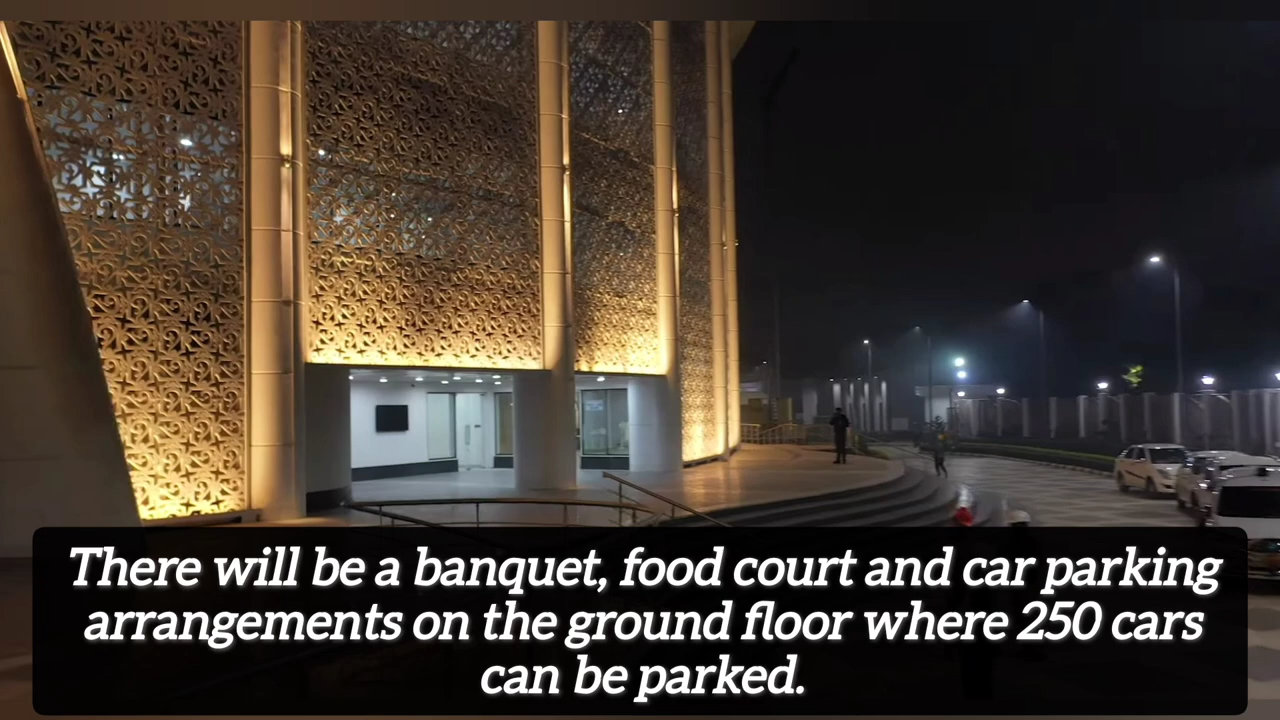 There will be a banquet, food court and car parking
arrangements on the ground floor where 250 cars
can be parked.